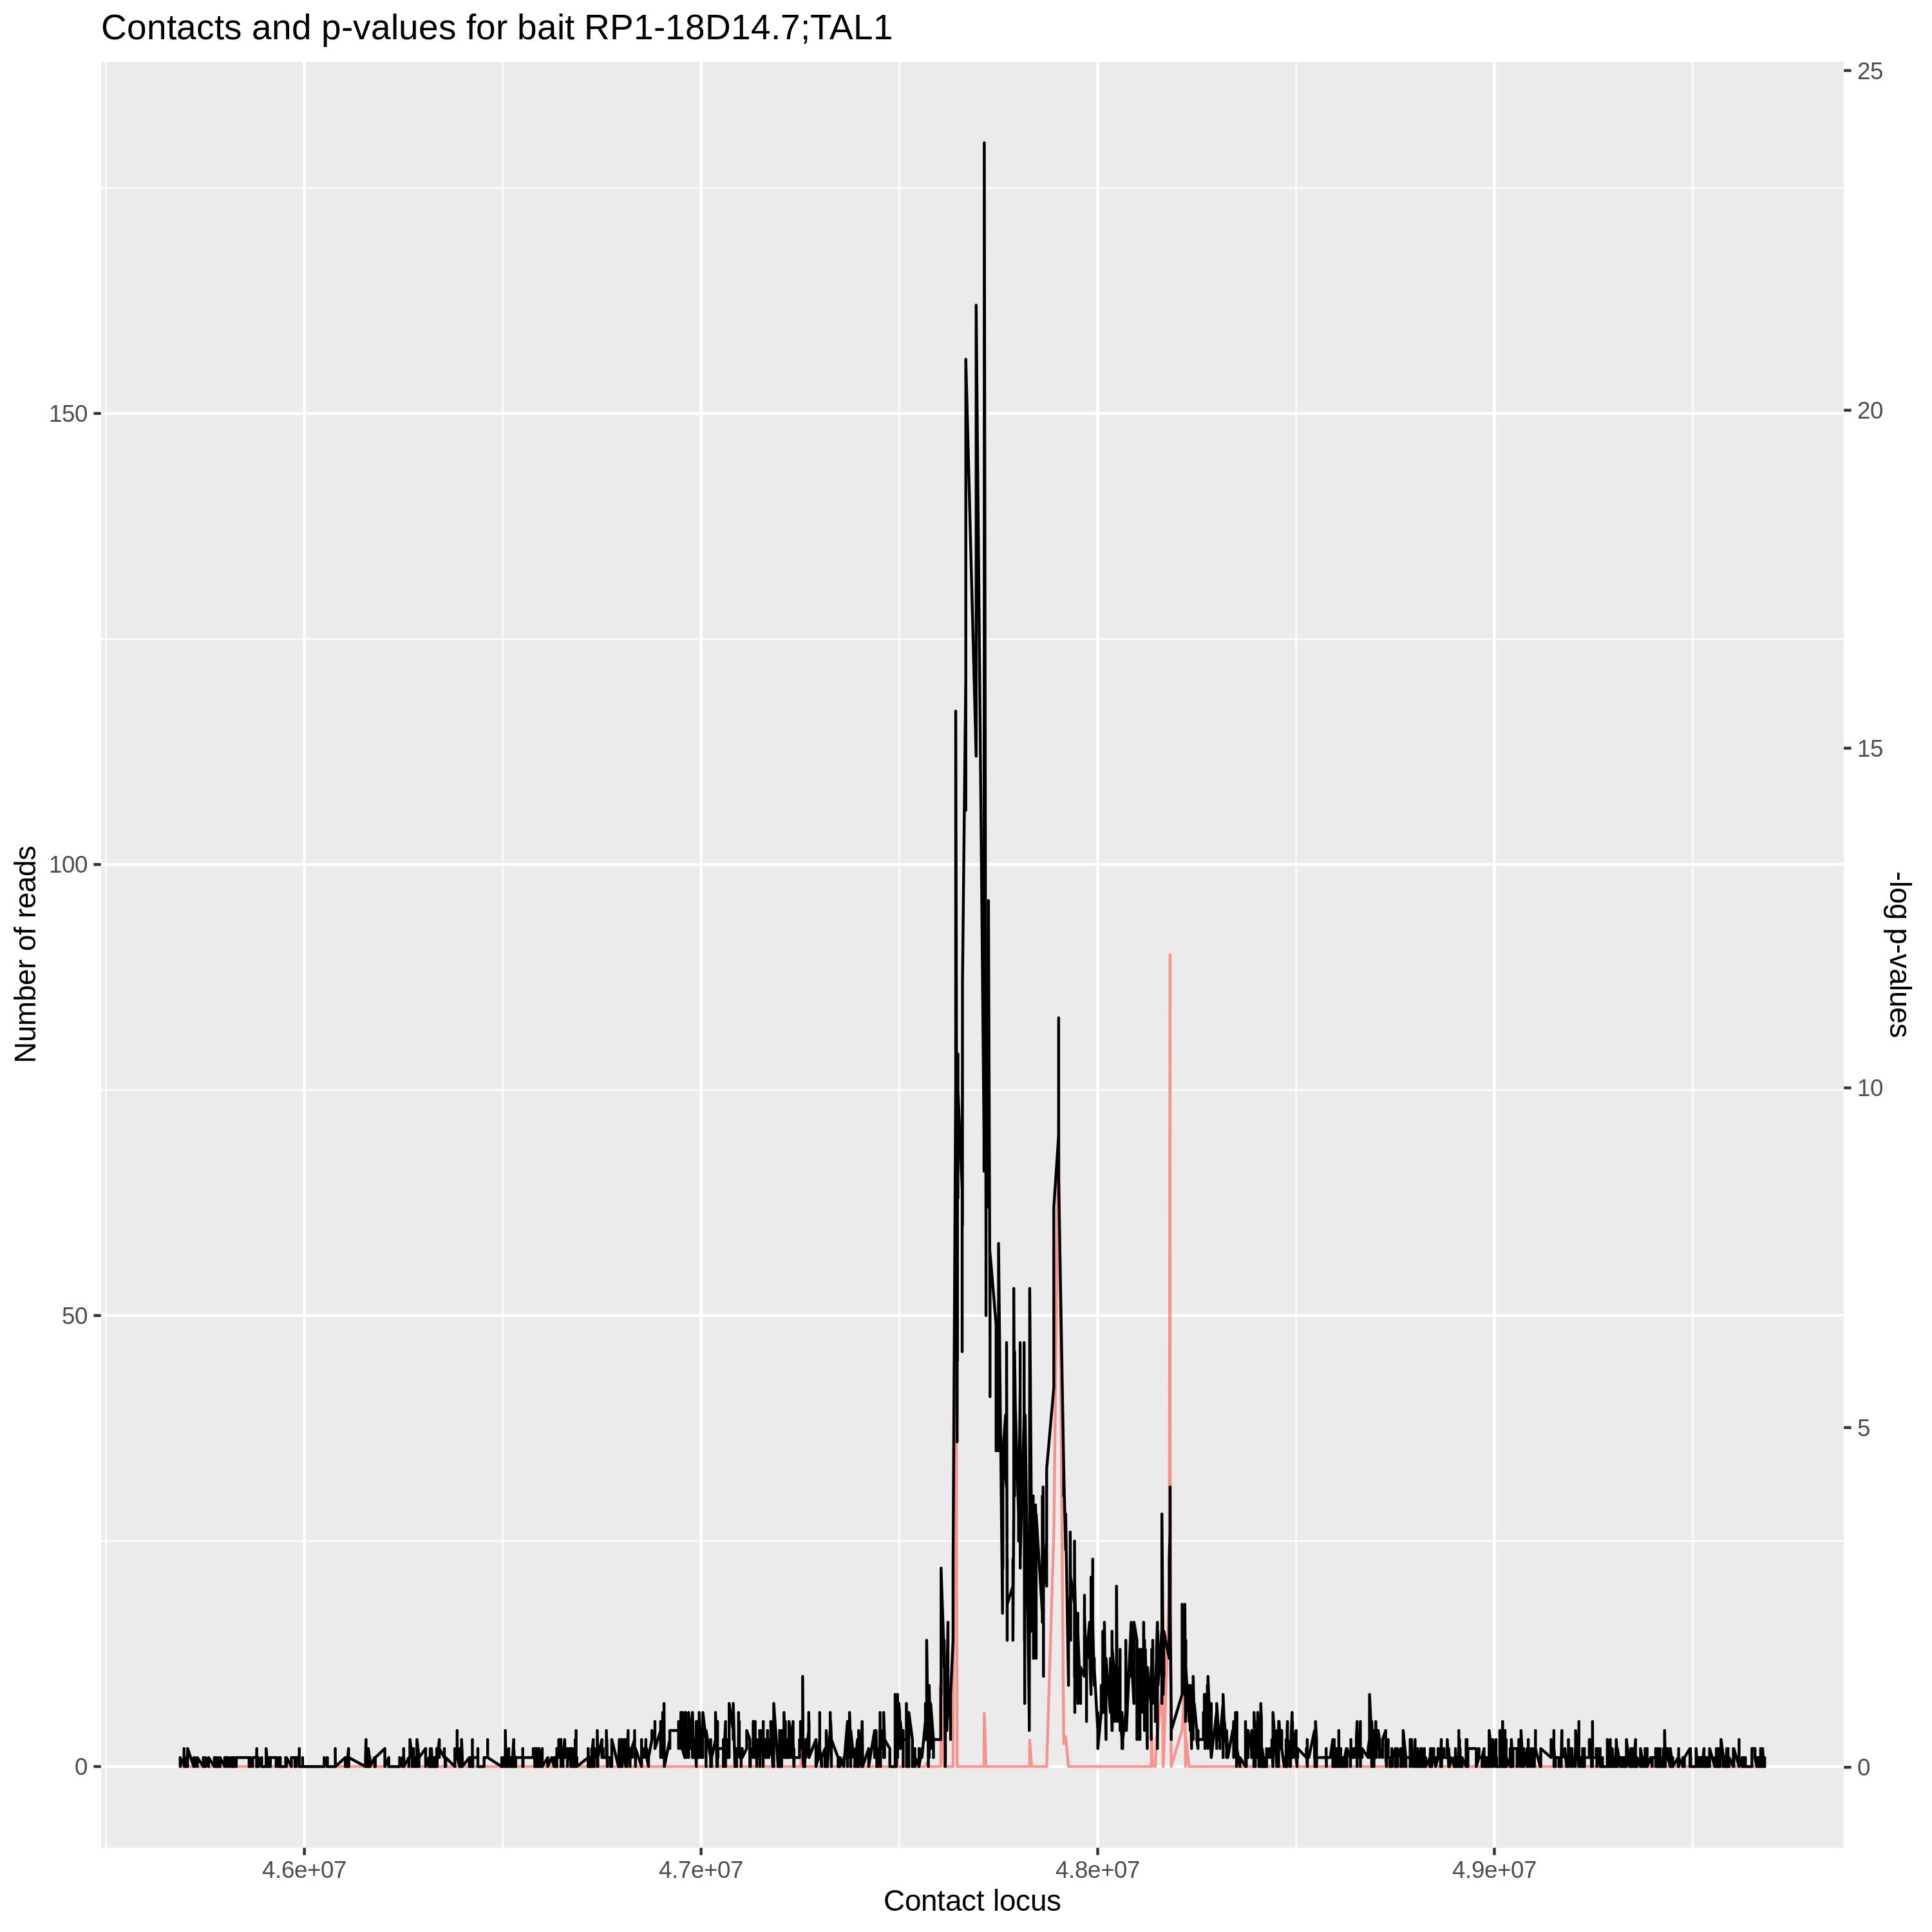 Contacts and p-values for bait RP1-18D14.7;TAL1
25
20
15
10
5
0
-log p-values
150
100
50
0
Number of reads
4.6e+07
4.7e+07
4.8e+07
4.9e+07
Contact locus